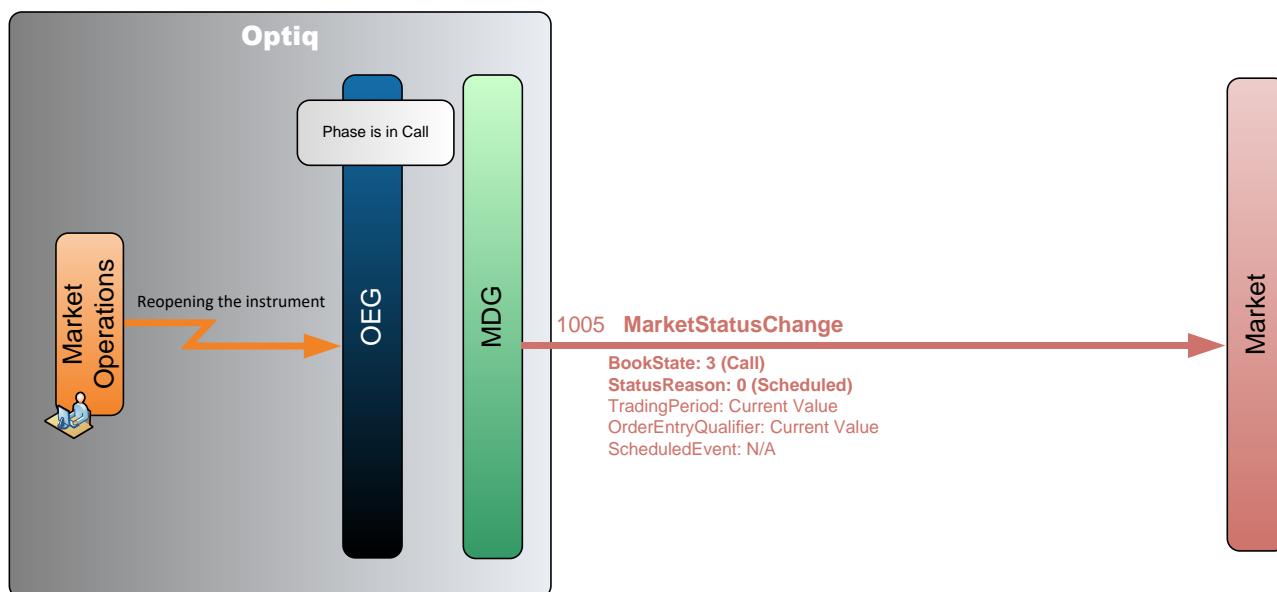 Optiq
Phase is in Call
Market
Operations
Reopening the instrument
OEG
MDG
1005 MarketStatusChange
BookState: 3 (Call)
StatusReason: 0 (Scheduled)
TradingPeriod: Current Value
OrderEntryQualifier: Current Value
ScheduledEvent: N/A
Market